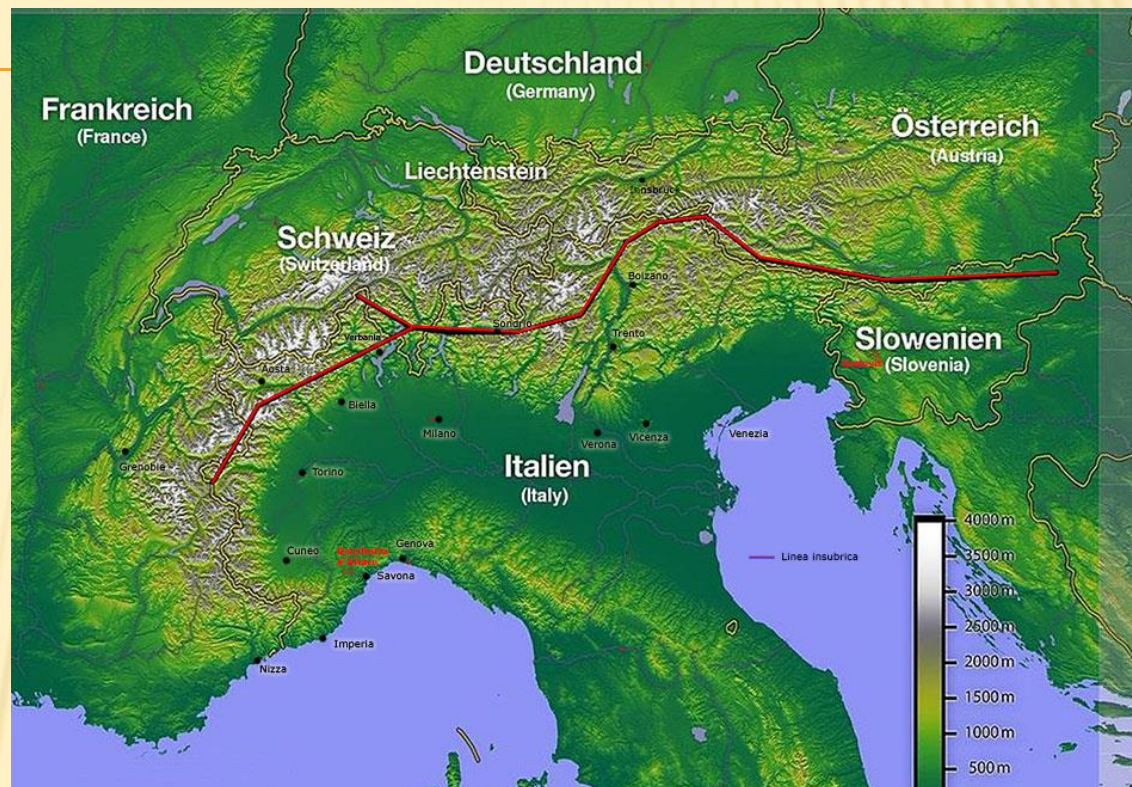 Deutschland
(Germany)
Frankreich
(France)
Österreich
(Austria)
Liechtenstein
Innsbruck
Schweiz
(Switzerland)
Bolzano
Sondrio
Trento
Verbania
Slowenien
(Slovenia)
Aosta
Biella
Milano
Verona
Vicenza
Venezia
Grenoble
Torino
Italien
(Italy)
4000 m
3500 m
3000 m
2500 m
2000 m
1500 m
1000 m
500 m
Cuneo
Genova
Savona
Linea insubrica
Imperia
Nizza